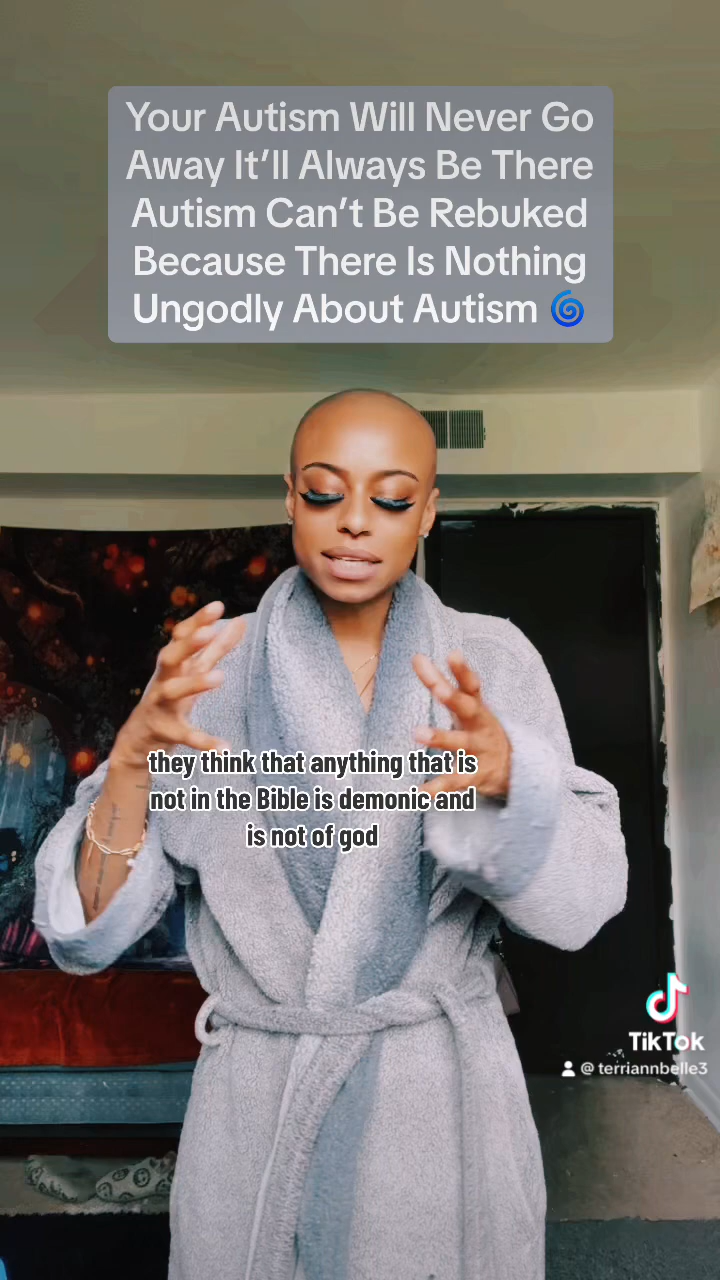 Your Autism Will Never Go
Away It’ll Always Be There
Autism Can’t Be Rebuked
Because There Is Nothing
Ungodly About Autism 🌀
they think that anything that is
not in the Bible is demonic and
is not of god
TikTok
@ terriannbelle3